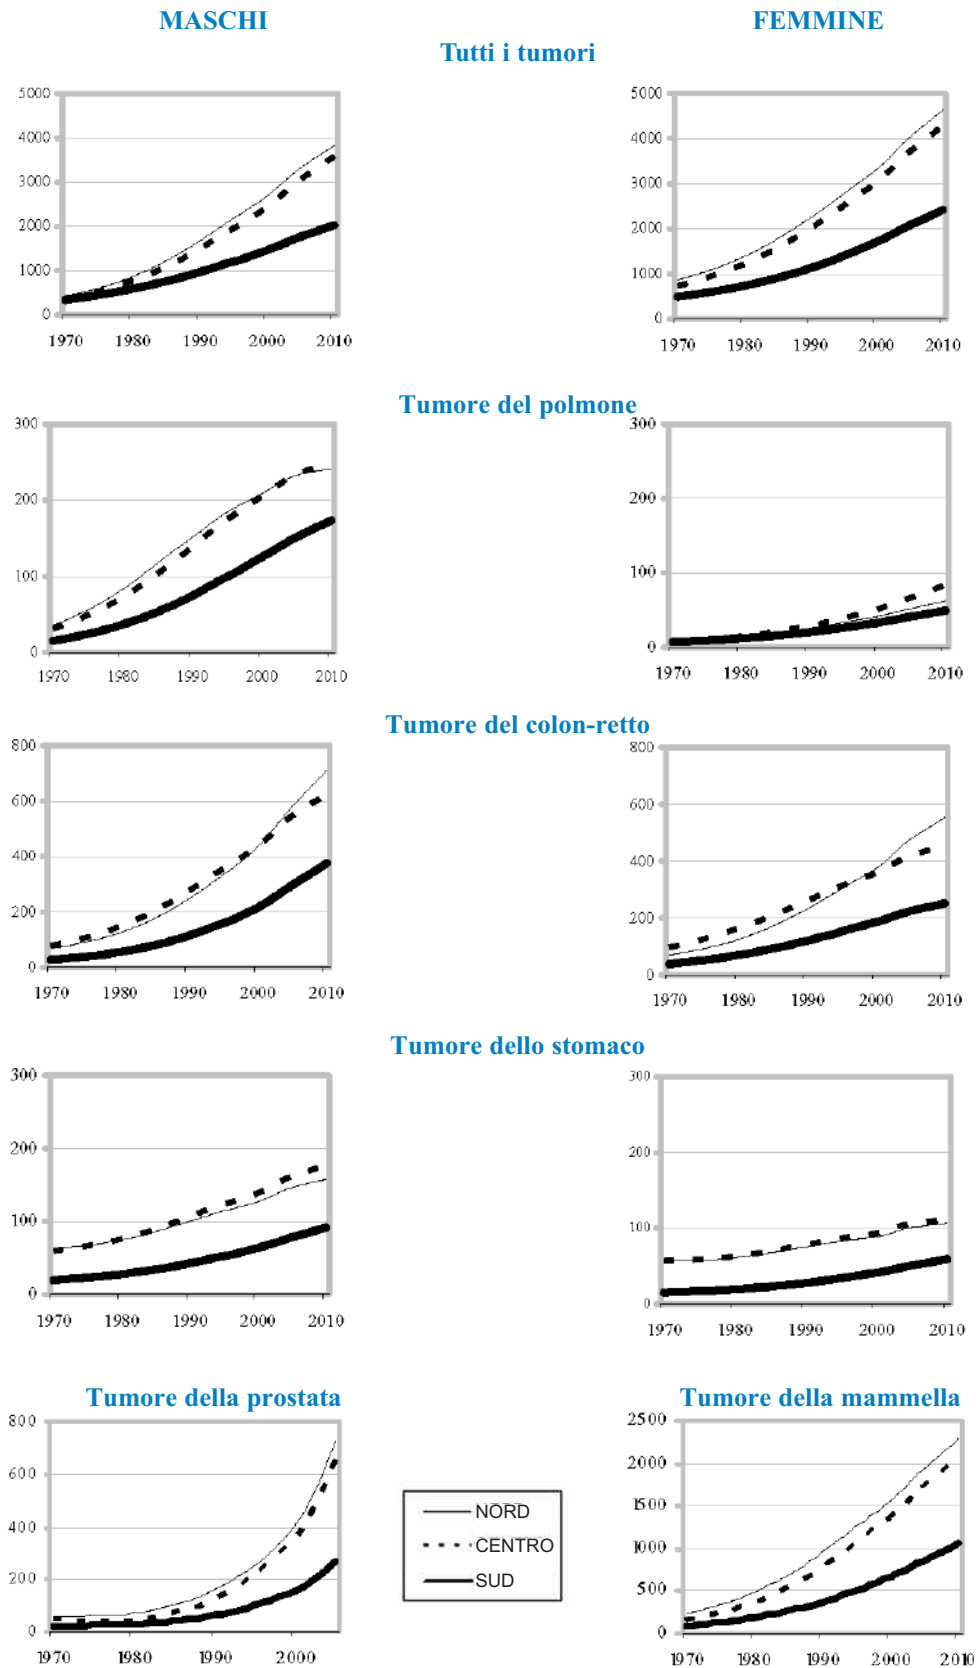 MASCHI FEMMINE
Tutti i tumori
5000
4000
3000
2000
1000
0
1970 1980 1990 2000 2010
5000
4000
3000
2000
1000
0
1970 1980 1990 2000 2010
Tumore del polmone
300
200
100
0
1970 1980 1990 2000 2010
300
200
100
0
1970 1980 1990 2000 2010
Tumore del colon-retto
800
600
400
200
0
1970 1980 1990 2000 2010
800
600
400
200
0
1970 1980 1990 2000 2010
Tumore dello stomaco
300
200
100
0
1970 1980 1990 2000 2010
300
200
100
0
1970 1980 1990 2000 2010
Tumore della prostata
800
600
400
200
0
1970 1980 1990 2000
NORD
CENTRO
SUD
Tumore della mammella
2500
2000
1500
1000
500
0
1970 1980 1990 2000 2010